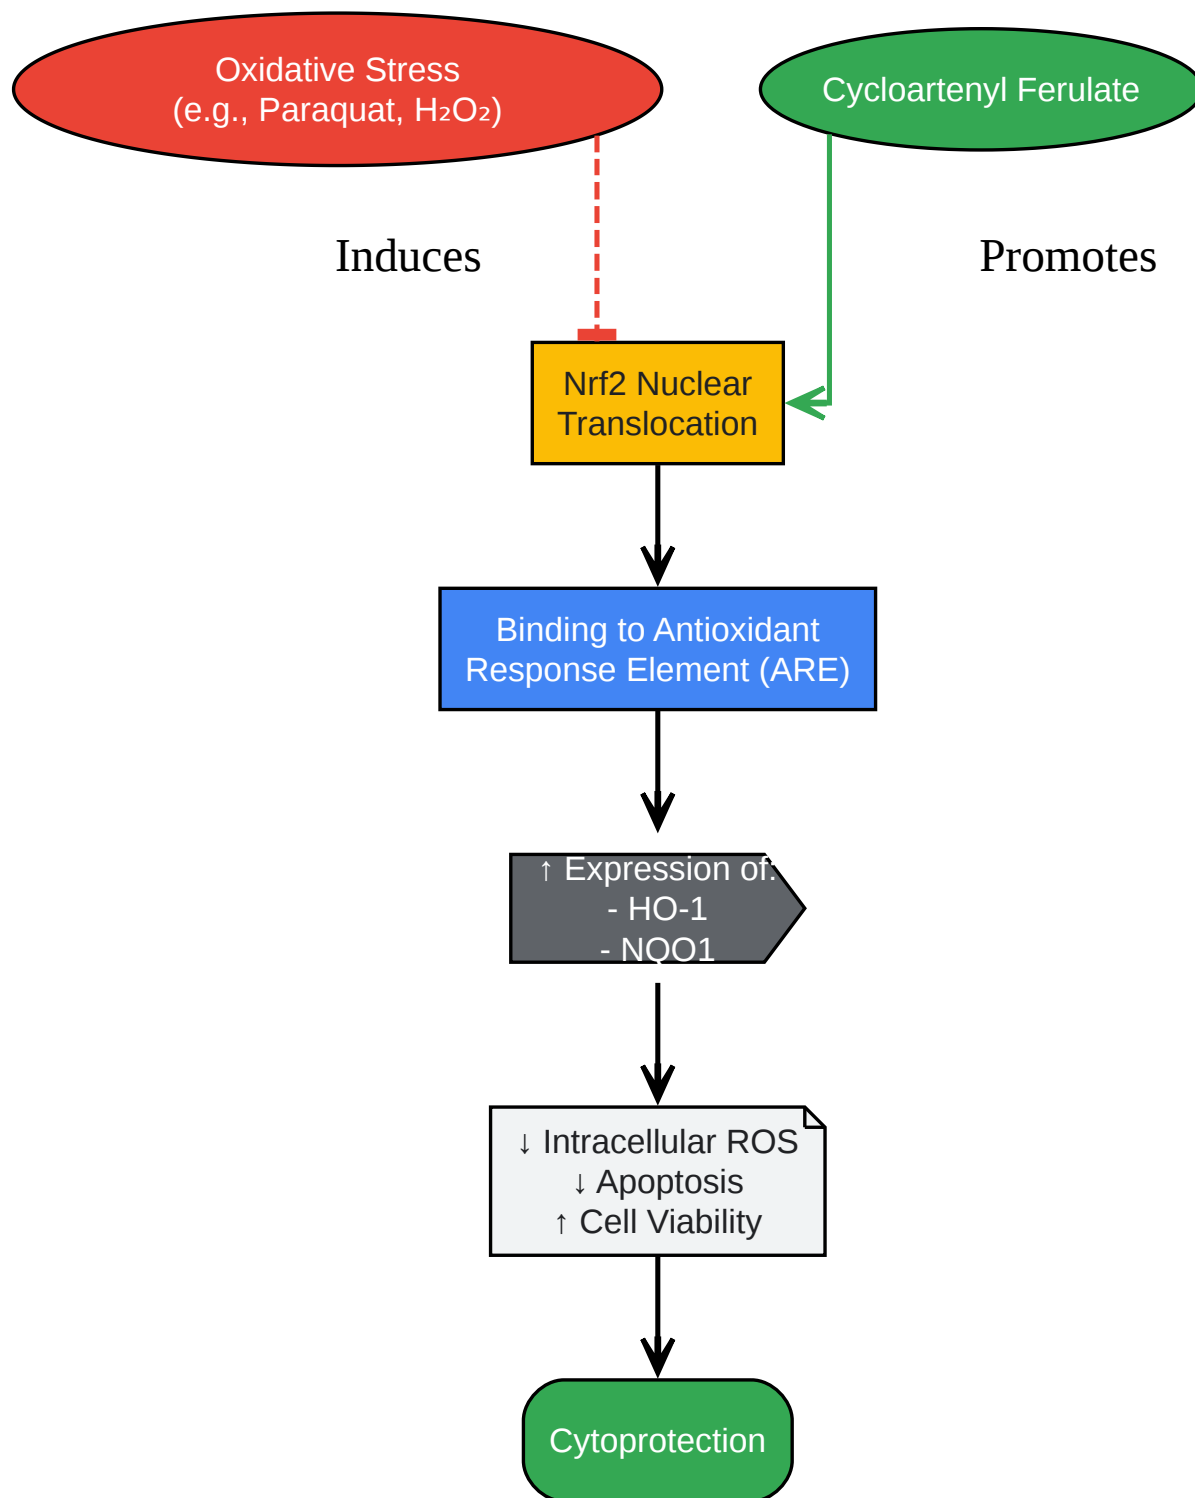 Oxidative Stress
(e.g., Paraquat, H₂O₂)
Cycloartenyl Ferulate
Induces
Promotes
Nrf2 Nuclear
Translocation
Binding to Antioxidant
Response Element (ARE)
↑ Expression of:
- HO-1
- NQO1
↓ Intracellular ROS
↓ Apoptosis
↑ Cell Viability
Cytoprotection